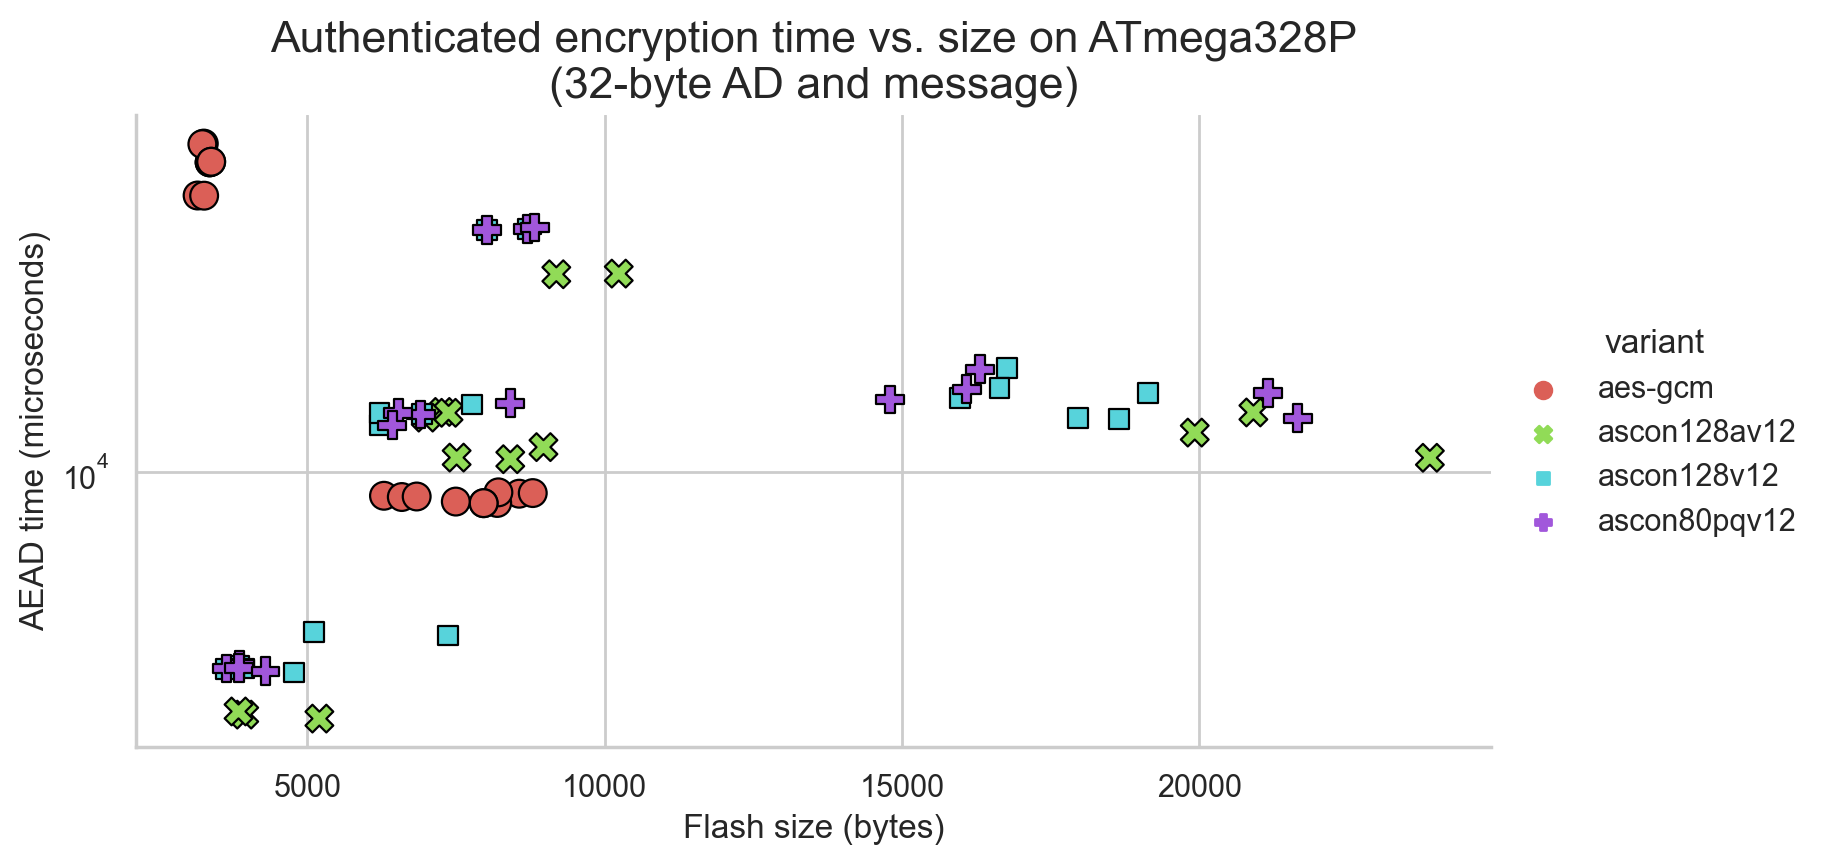 Authenticated encryption time vs. size on ATmega328P
(32-byte AD and message)
AEAD time (microseconds)
10⁴
5000
10000
15000
20000
Flash size (bytes)
variant
aes-gcm
ascon128av12
ascon128v12
ascon80pqv12